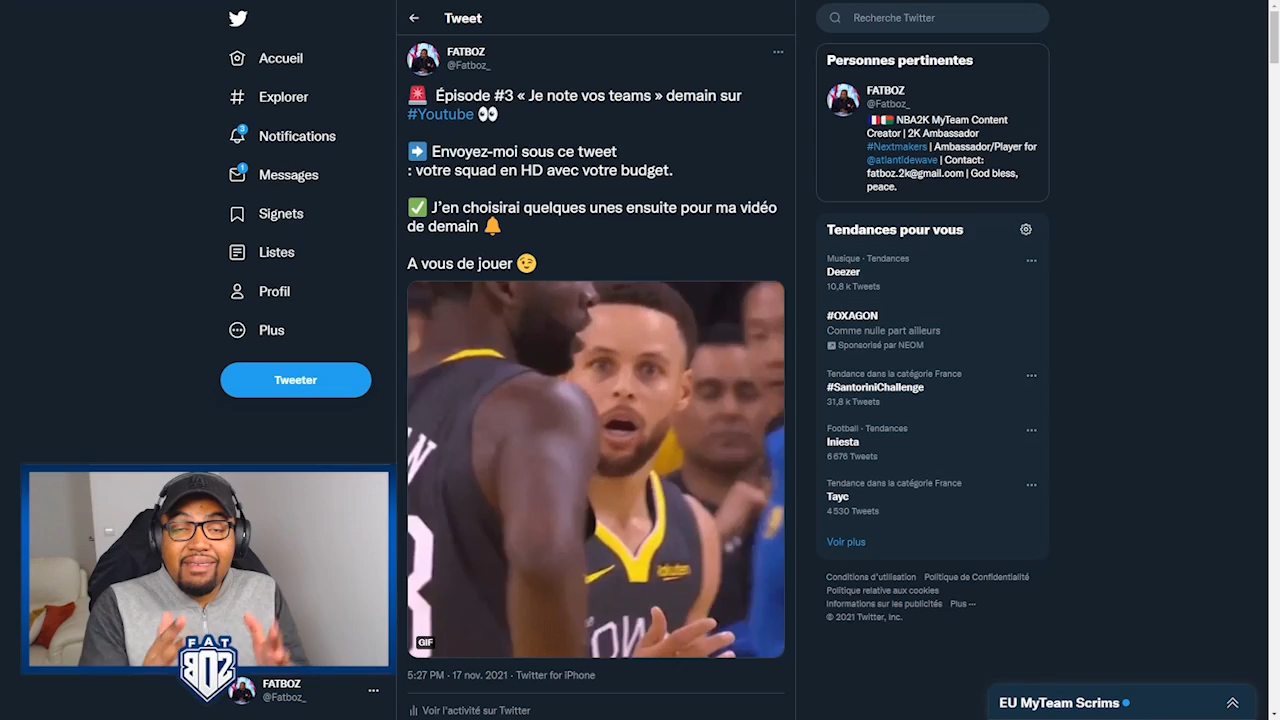 Accueil
Explorer
3
Notifications
1
Messages
Signets
Listes
Profil
Plus
Tweeter
FAT
BOZ
FATBOZ
@Fatboz_
Tweet
FATBOZ
@Fatboz_
🚨 Épisode #3 « Je note vos teams » demain sur
#Youtube 👀
➡️ Envoyez-moi sous ce tweet
: votre squad en HD avec votre budget.
✅ J'en choisirai quelques unes ensuite pour ma vidéo
de demain 🔔
A vous de jouer 😉
Rakuten
GIF
5:27 PM · 17 nov. 2021 · Twitter for iPhone
Voir l'activité sur Twitter
Recherche Twitter
Personnes pertinentes
FATBOZ
@Fatboz_
🇫🇷🇲🇬 NBA2K MyTeam Content
Creator | 2K Ambassador
#Nextmakers | Ambassador/Player for
@atlantidewave | Contact:
fatboz.2k@gmail.com | God bless,
peace.
Tendances pour vous
Musique · Tendances
Deezer
10,8 k Tweets
#OXAGON
Comme nulle part ailleurs
Sponsorisé par NEOM
Tendance dans la catégorie France
#SantoriniChallenge
31,8 k Tweets
Football · Tendances
Iniesta
6 676 Tweets
Tendance dans la catégorie France
Tayc
4 530 Tweets
Voir plus
Conditions d'utilisation Politique de Confidentialité
Politique relative aux cookies
Informations sur les publicités Plus ···
© 2021 Twitter, Inc.
EU MyTeam Scrims